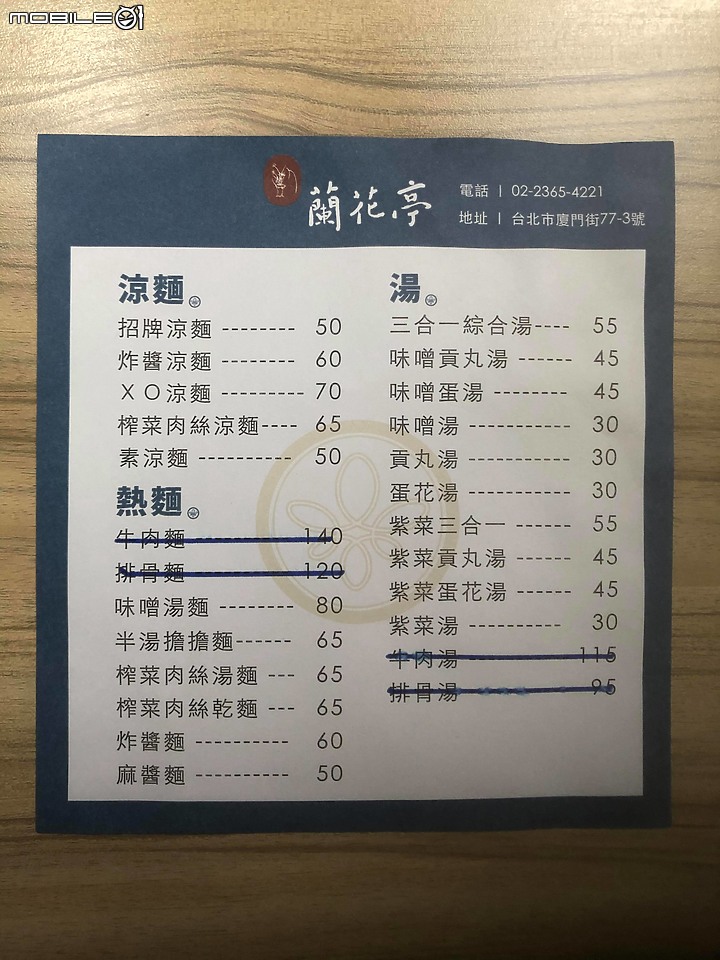 MOBILE01
蘭花亭
電話 | 02-2365-4221
地址 | 台北市廈門街77-3號
涼麵
招牌涼麵 -------- 50
炸醬涼麵 -------- 60
ＸＯ涼麵 --------- 70
榨菜肉絲涼麵---- 65
素涼麵 ---------- 50
熱麵
牛肉麵 ----------- 140
排骨麵 ----------- 120
味噌湯麵 -------- 80
半湯擔擔麵------ 65
榨菜肉絲湯麵 --- 65
榨菜肉絲乾麵 --- 65
炸醬麵 ---------- 60
麻醬麵 ---------- 50
湯
三合一綜合湯---- 55
味噌貢丸湯 ------ 45
味噌蛋湯 -------- 45
味噌湯 ----------- 30
貢丸湯 ----------- 30
蛋花湯 ----------- 30
紫菜三合一 ------ 55
紫菜貢丸湯 ------ 45
紫菜蛋花湯 ------ 45
紫菜湯 ---------- 30
牛肉湯 ---------- 115
排骨湯 ---------- 95